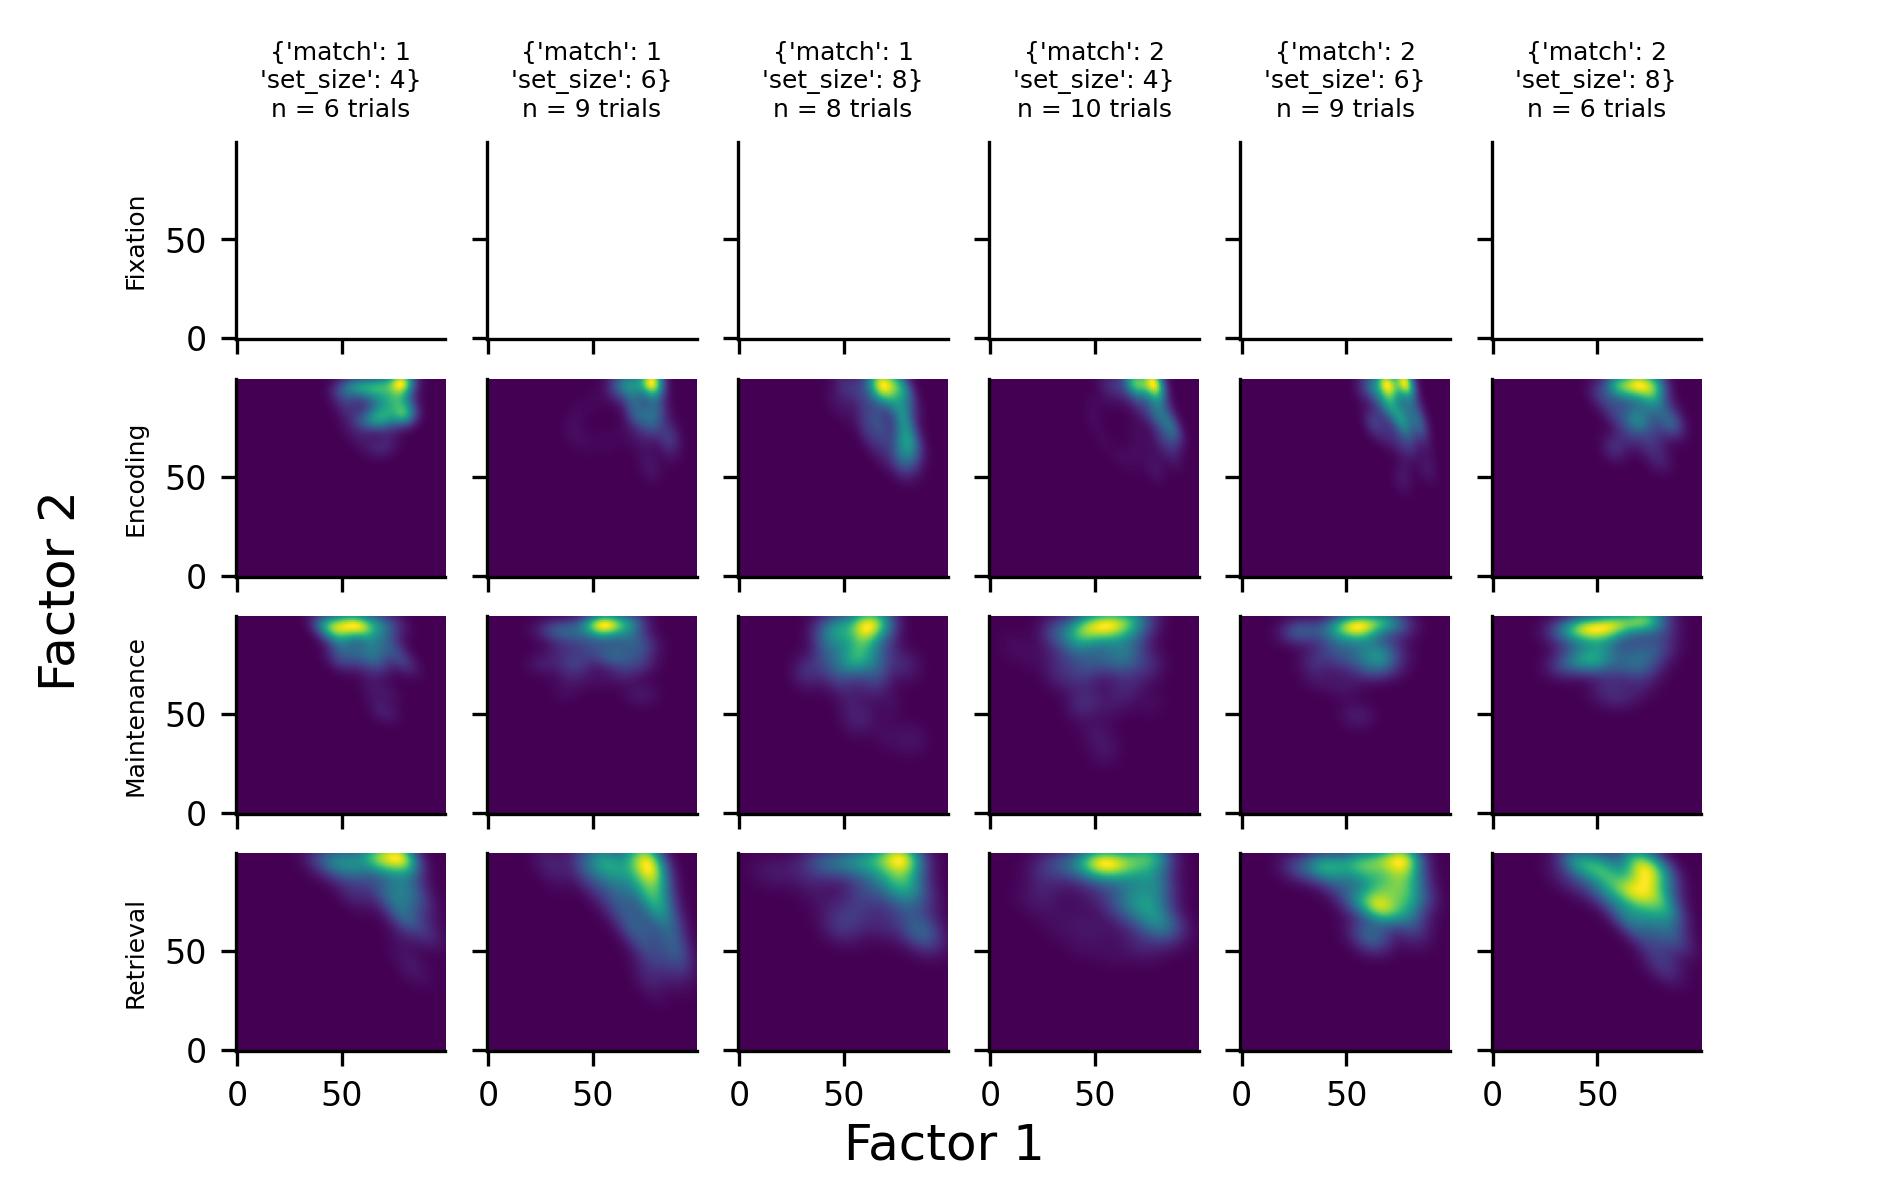 {'match': 1 {'match': 1 {'match': 1 {'match': 2 {'match': 2 {'match': 2
'set_size': 4} 'set_size': 6} 'set_size': 8} 'set_size': 4} 'set_size': 6} 'set_size': 8}
n = 6 trials n = 9 trials n = 8 trials n = 10 trials n = 9 trials n = 6 trials
Fixation
50
0
Encoding
50
0
Factor 2
Maintenance
50
0
Retrieval
50
0
0 50 0 50 0 50 0 50 0 50 0 50
Factor 1